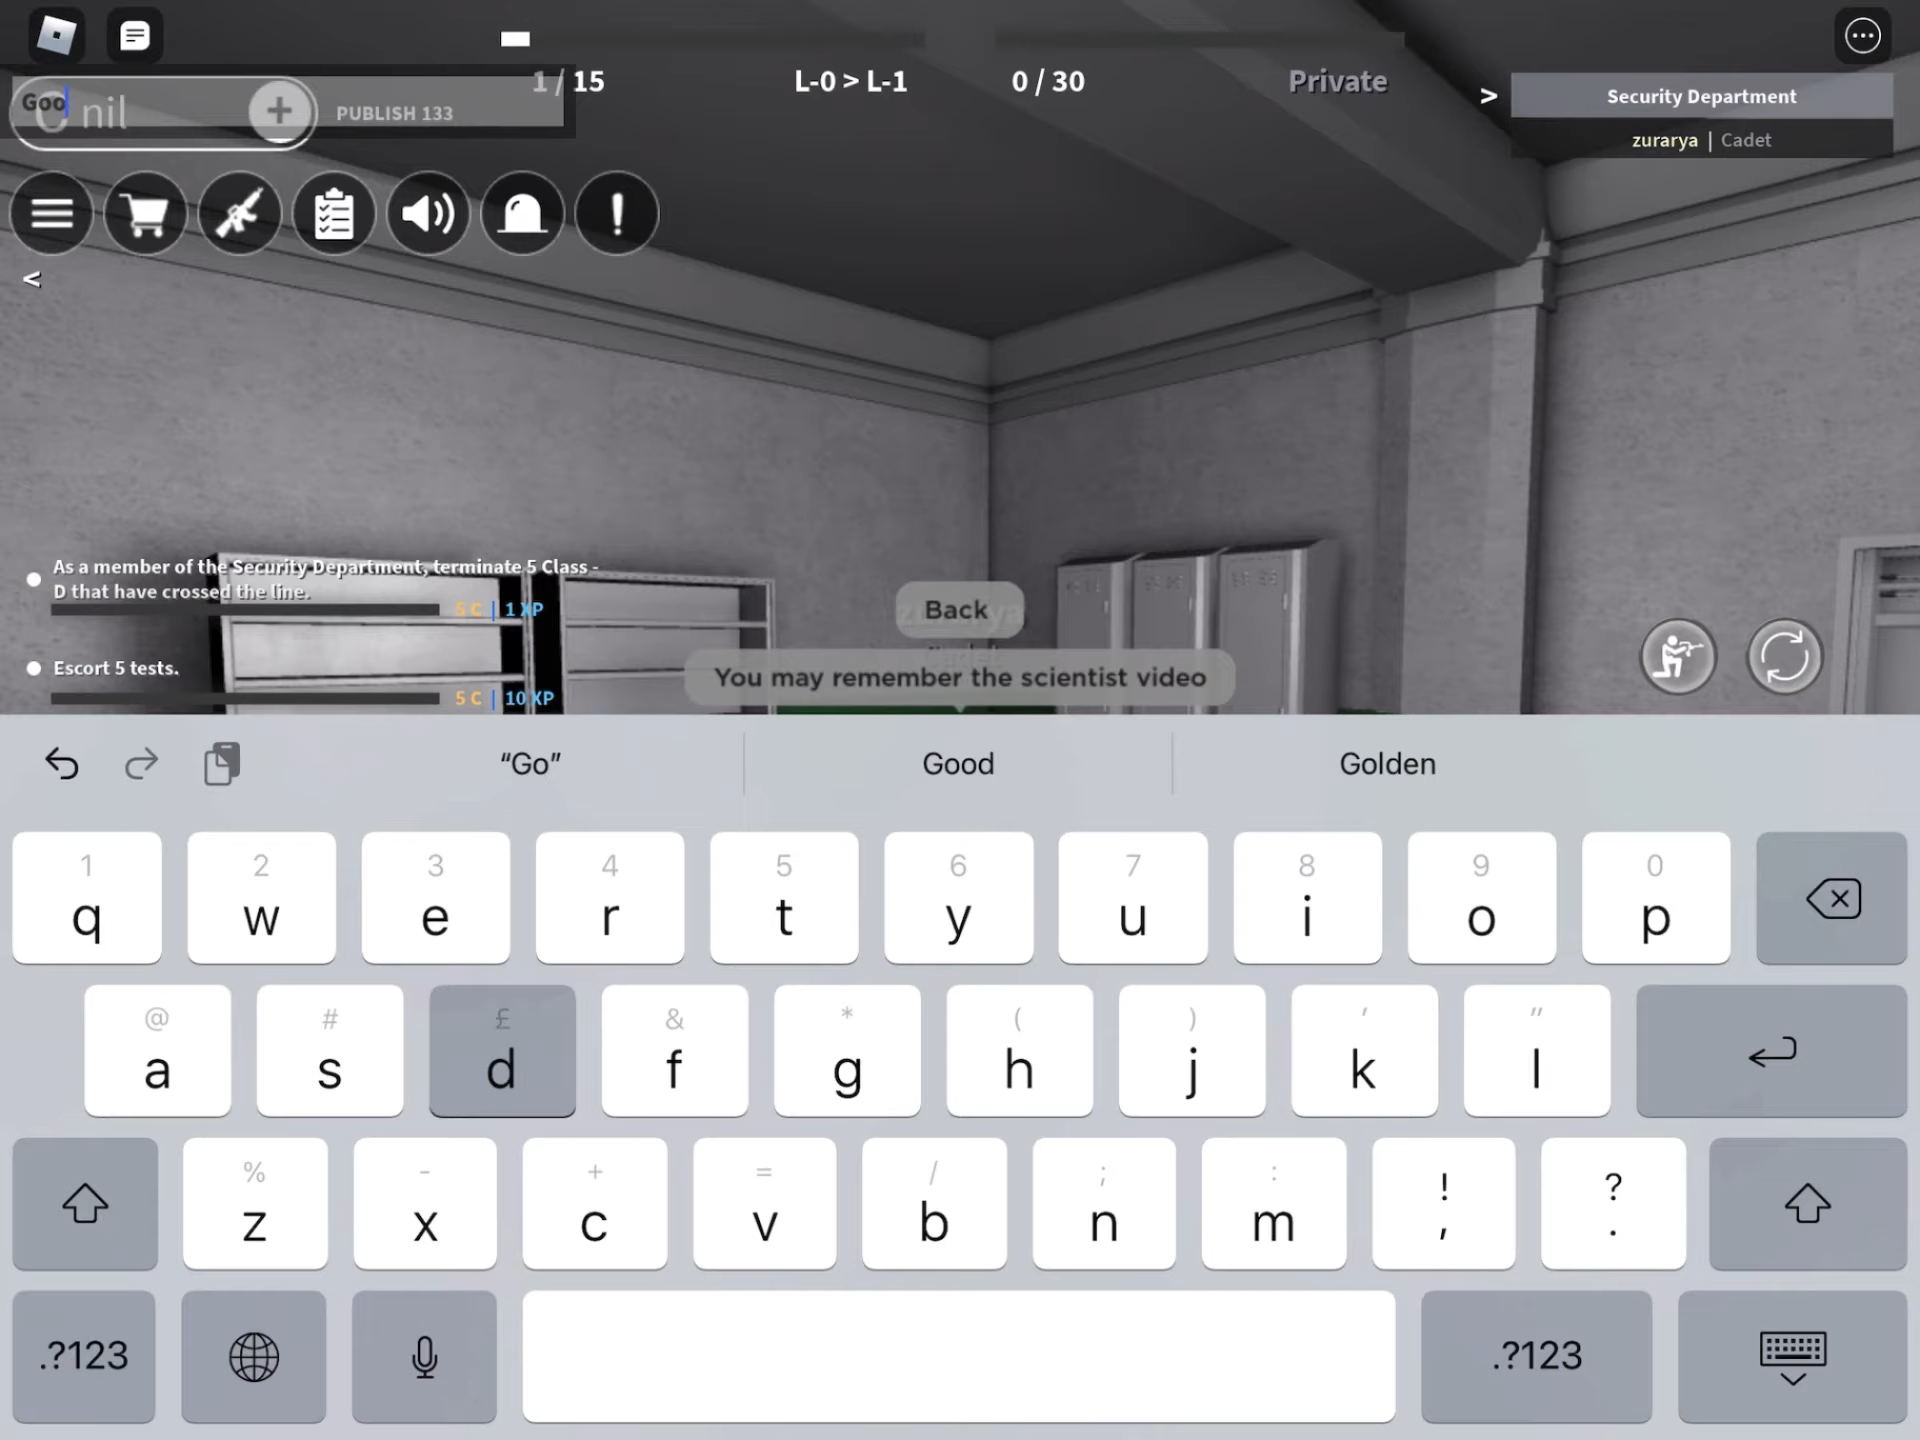 1 / 15
L-0 > L-1
0 / 30
Private
>
Security Department
zurarya | Cadet
Goo
nil
+
PUBLISH 133
!
<
As a member of the Security Department, terminate 5 Class -
D that have crossed the line.
5 C | 1 XP
Escort 5 tests.
5 C | 10 XP
Back
You may remember the scientist video
“Go”
Good
Golden
1 2 3 4 5 6 7 8 9 0
q w e r t y u i o p
@ # £ & * ( ) ' "
a s d f g h j k l
% - + = / ; : ! ?
z x c v b n m , .
.?123
.?123